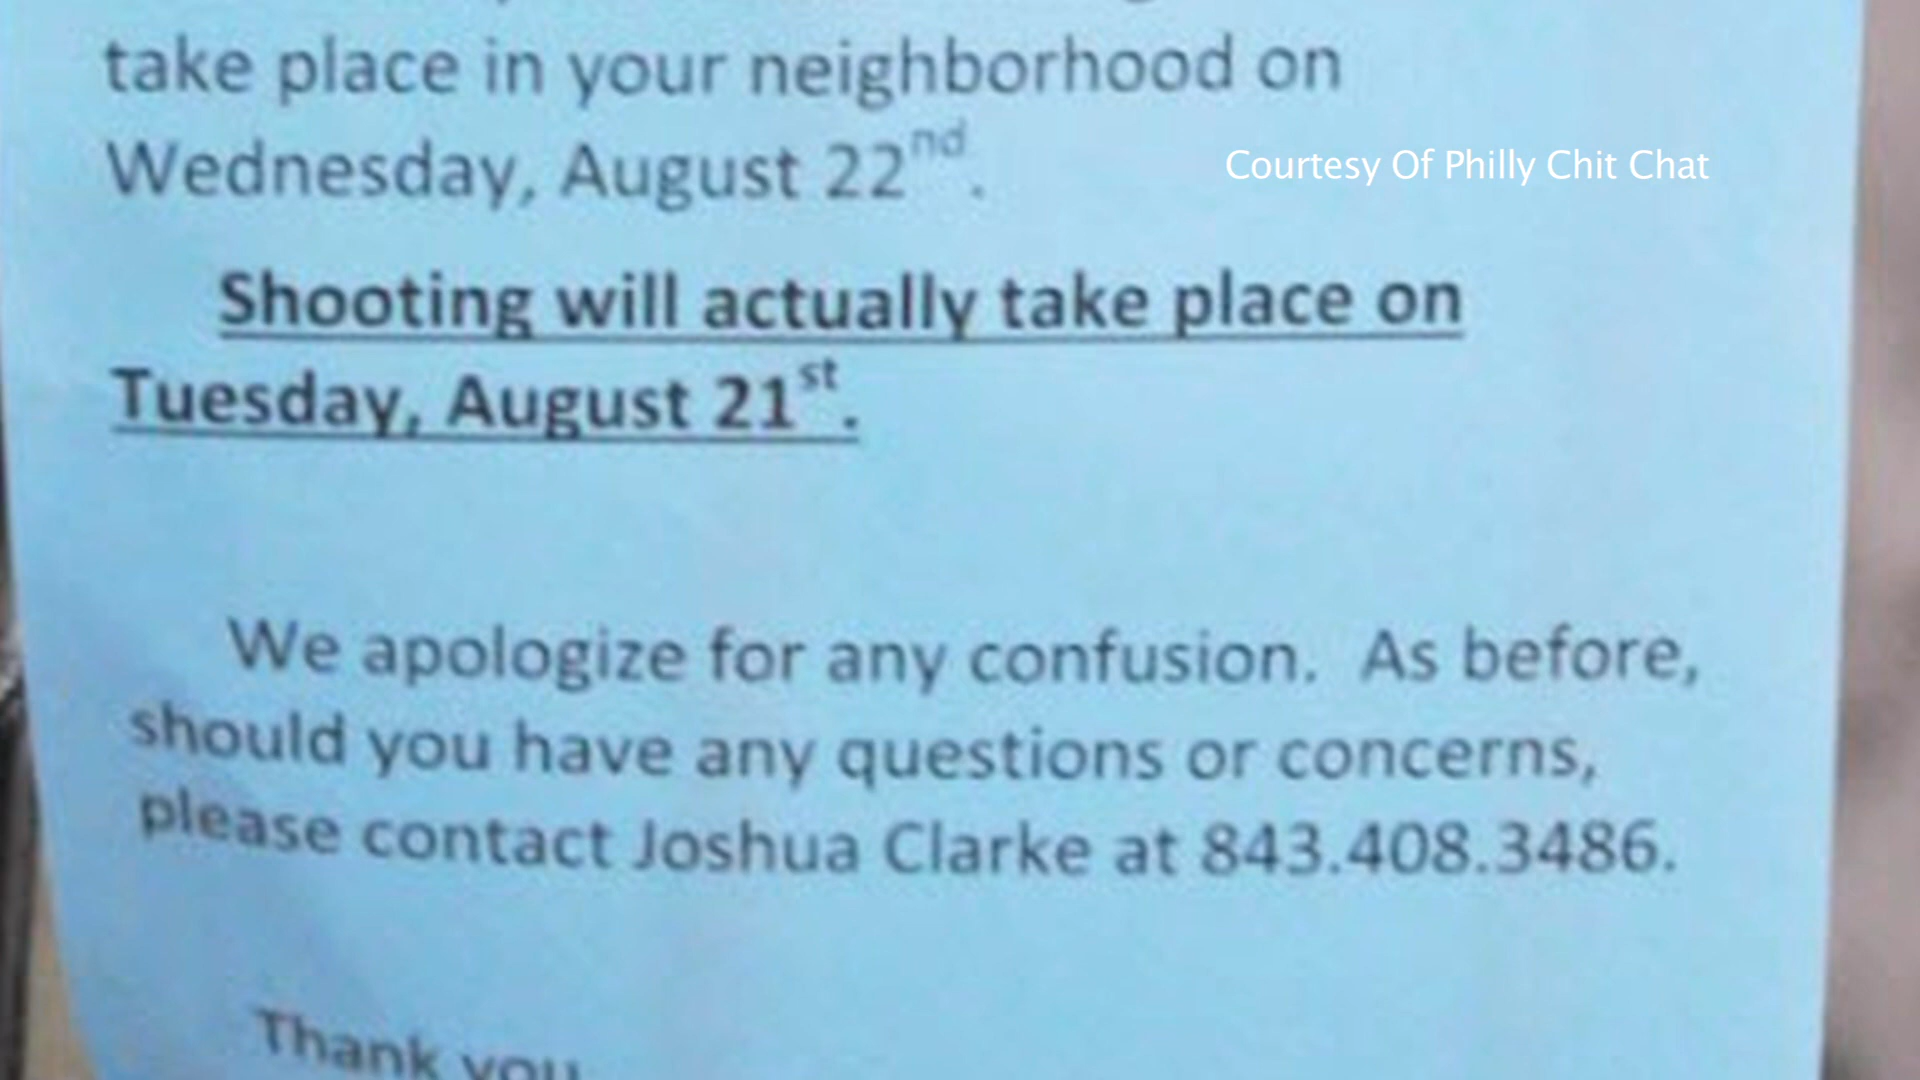 take place in your neighborhood on
Wednesday, August 22nd.
Courtesy Of Philly Chit Chat
Shooting will actually take place on
Tuesday, August 21st.
We apologize for any confusion. As before,
should you have any questions or concerns,
please contact Joshua Clarke at 843.408.3486.
Thank you